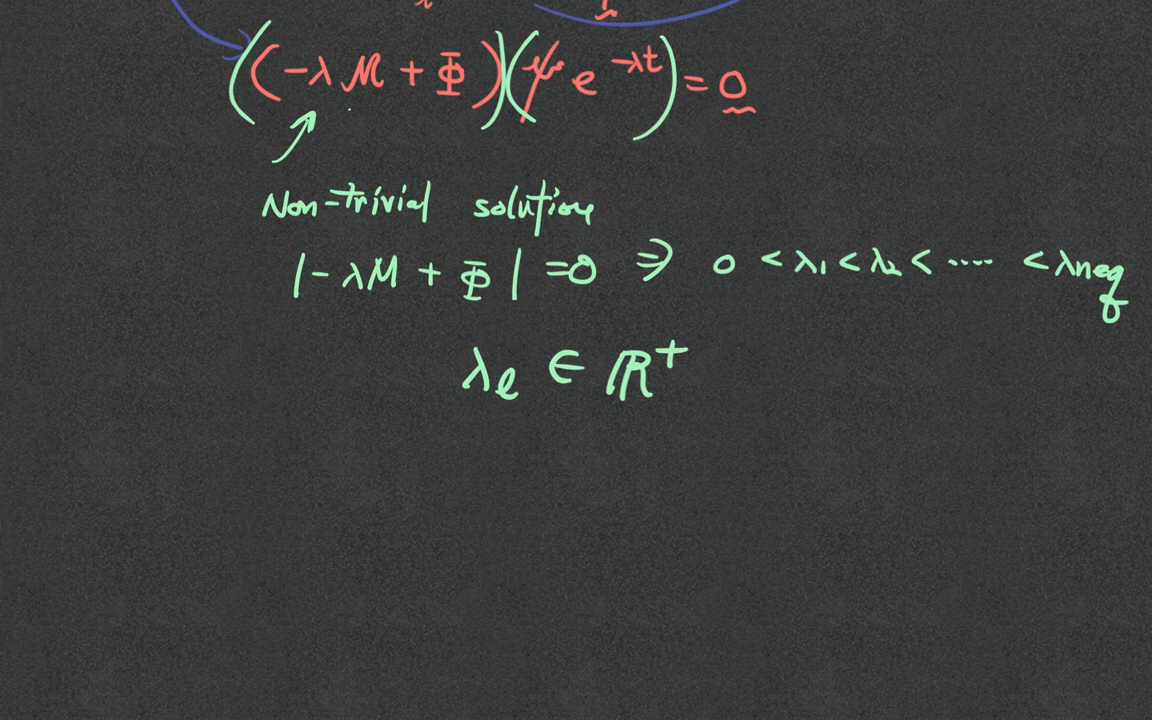 ((-λM + Φ))(ψ e^{-λt}) = 0
Non-trivial solution
|-λM + Φ| = 0 ⇒ 0 < λ₁ < λ₂ < ..... < λneq
λe ∈ ℝ⁺